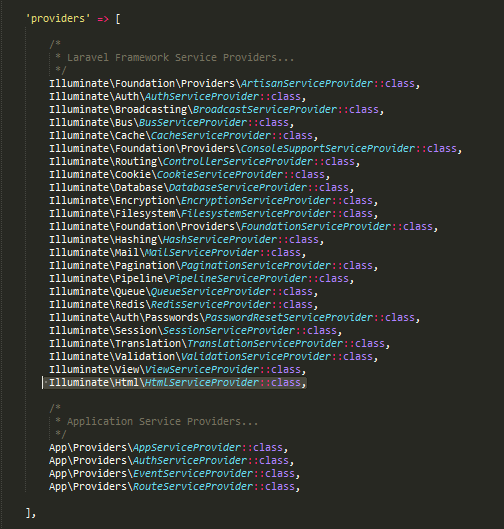 'providers' => [
/*
* Laravel Framework Service Providers...
*/
Illuminate\Foundation\Providers\ArtisanServiceProvider::class,
Illuminate\Auth\AuthServiceProvider::class,
Illuminate\Broadcasting\BroadcastServiceProvider::class,
Illuminate\Bus\BusServiceProvider::class,
Illuminate\Cache\CacheServiceProvider::class,
Illuminate\Foundation\Providers\ConsoleSupportServiceProvider::class,
Illuminate\Routing\ControllerServiceProvider::class,
Illuminate\Cookie\CookieServiceProvider::class,
Illuminate\Database\DatabaseServiceProvider::class,
Illuminate\Encryption\EncryptionServiceProvider::class,
Illuminate\Filesystem\FilesystemServiceProvider::class,
Illuminate\Foundation\Providers\FoundationServiceProvider::class,
Illuminate\Hashing\HashServiceProvider::class,
Illuminate\Mail\MailServiceProvider::class,
Illuminate\Pagination\PaginationServiceProvider::class,
Illuminate\Pipeline\PipelineServiceProvider::class,
Illuminate\Queue\QueueServiceProvider::class,
Illuminate\Redis\RedisServiceProvider::class,
Illuminate\Auth\Passwords\PasswordResetServiceProvider::class,
Illuminate\Session\SessionServiceProvider::class,
Illuminate\Translation\TranslationServiceProvider::class,
Illuminate\Validation\ValidationServiceProvider::class,
Illuminate\View\ViewServiceProvider::class,
Illuminate\Html\HtmlServiceProvider::class,
/*
* Application Service Providers...
*/
App\Providers\AppServiceProvider::class,
App\Providers\AuthServiceProvider::class,
App\Providers\EventServiceProvider::class,
App\Providers\RouteServiceProvider::class,
],